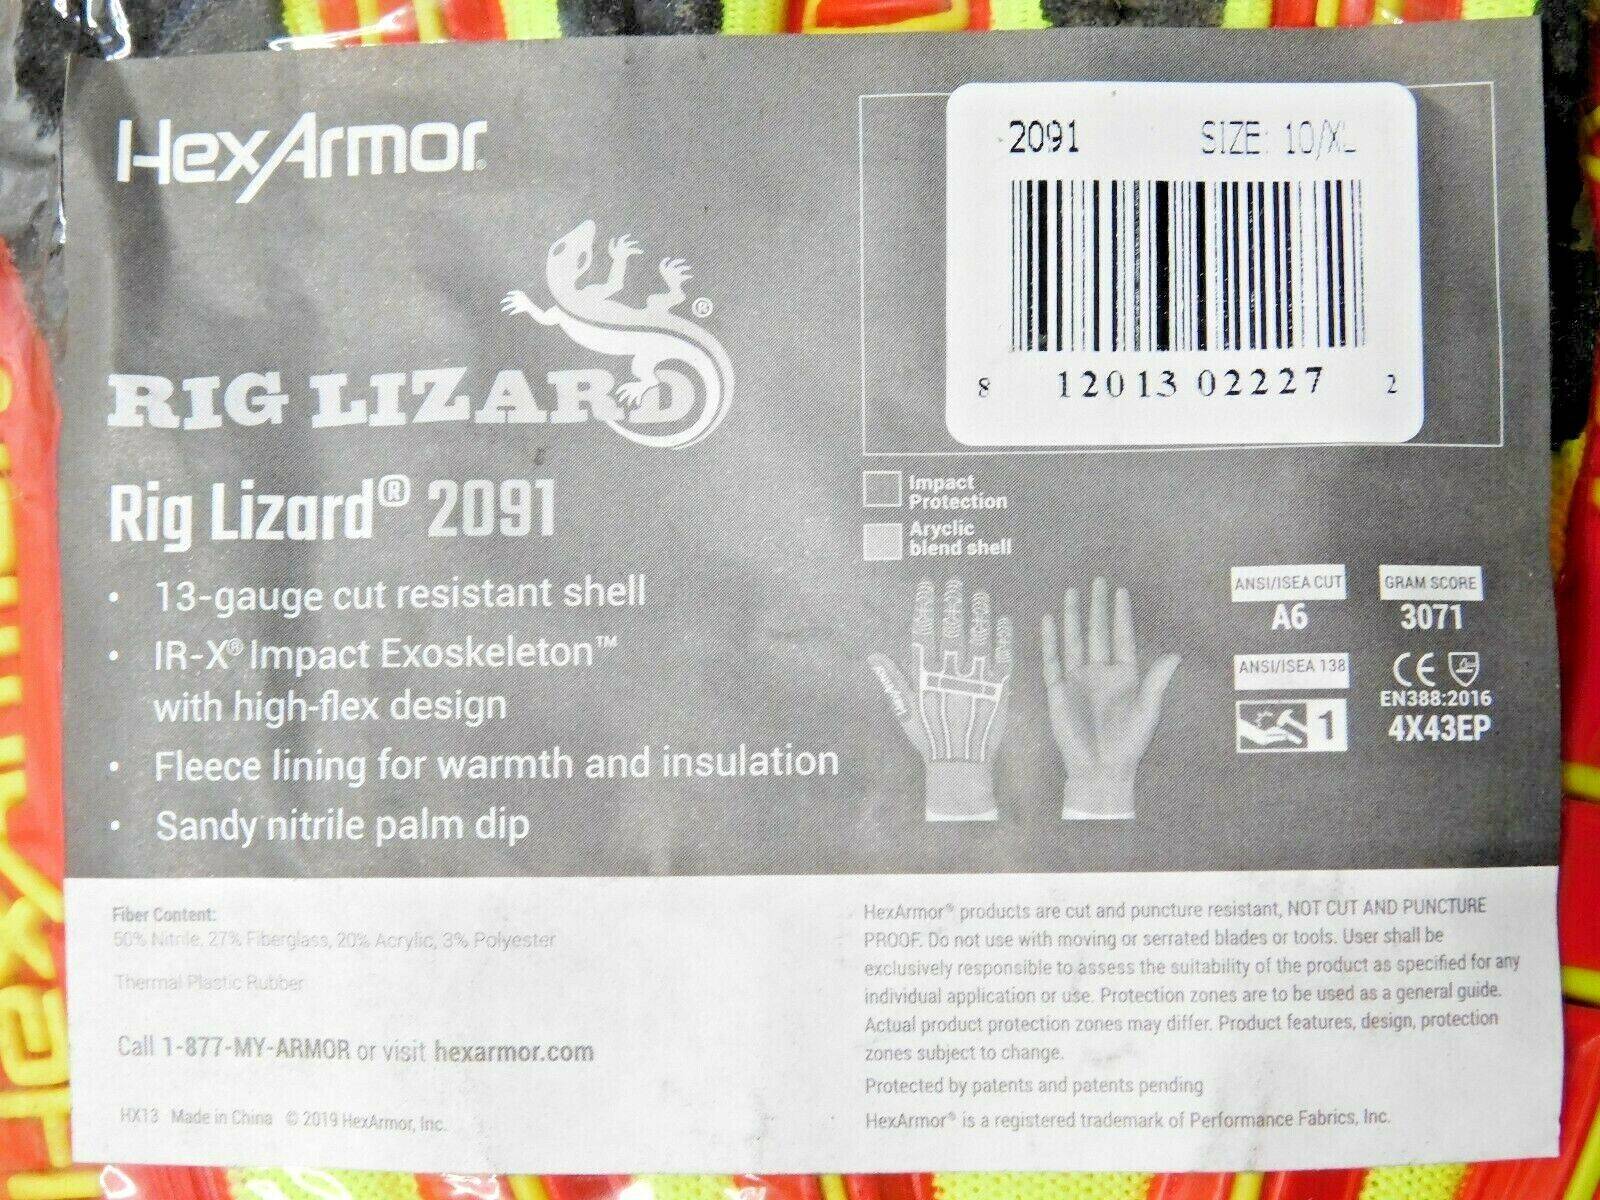 HexArmor®
2091 SIZE: 10/XL
8 12013 02227 2
®
RIG LIZARD
Rig Lizard® 2091
• 13-gauge cut resistant shell
• IR-X® Impact Exoskeleton™
with high-flex design
• Fleece lining for warmth and insulation
• Sandy nitrile palm dip
Impact
Protection
Aryclic
blend shell
HexArmor
ANSI/ISEA CUT
A6
GRAM SCORE
3071
ANSI/ISEA 138
1
CE
EN388:2016
4X43EP
Fiber Content:
50% Nitrile, 27% Fiberglass, 20% Acrylic, 3% Polyester
Thermal Plastic Rubber
Call 1-877-MY-ARMOR or visit hexarmor.com
HX13 Made in China © 2019 HexArmor, Inc.
HexArmor® products are cut and puncture resistant, NOT CUT AND PUNCTURE
PROOF. Do not use with moving or serrated blades or tools. User shall be
exclusively responsible to assess the suitability of the product as specified for any
individual application or use. Protection zones are to be used as a general guide.
Actual product protection zones may differ. Product features, design, protection
zones subject to change.
Protected by patents and patents pending
HexArmor® is a registered trademark of Performance Fabrics, Inc.